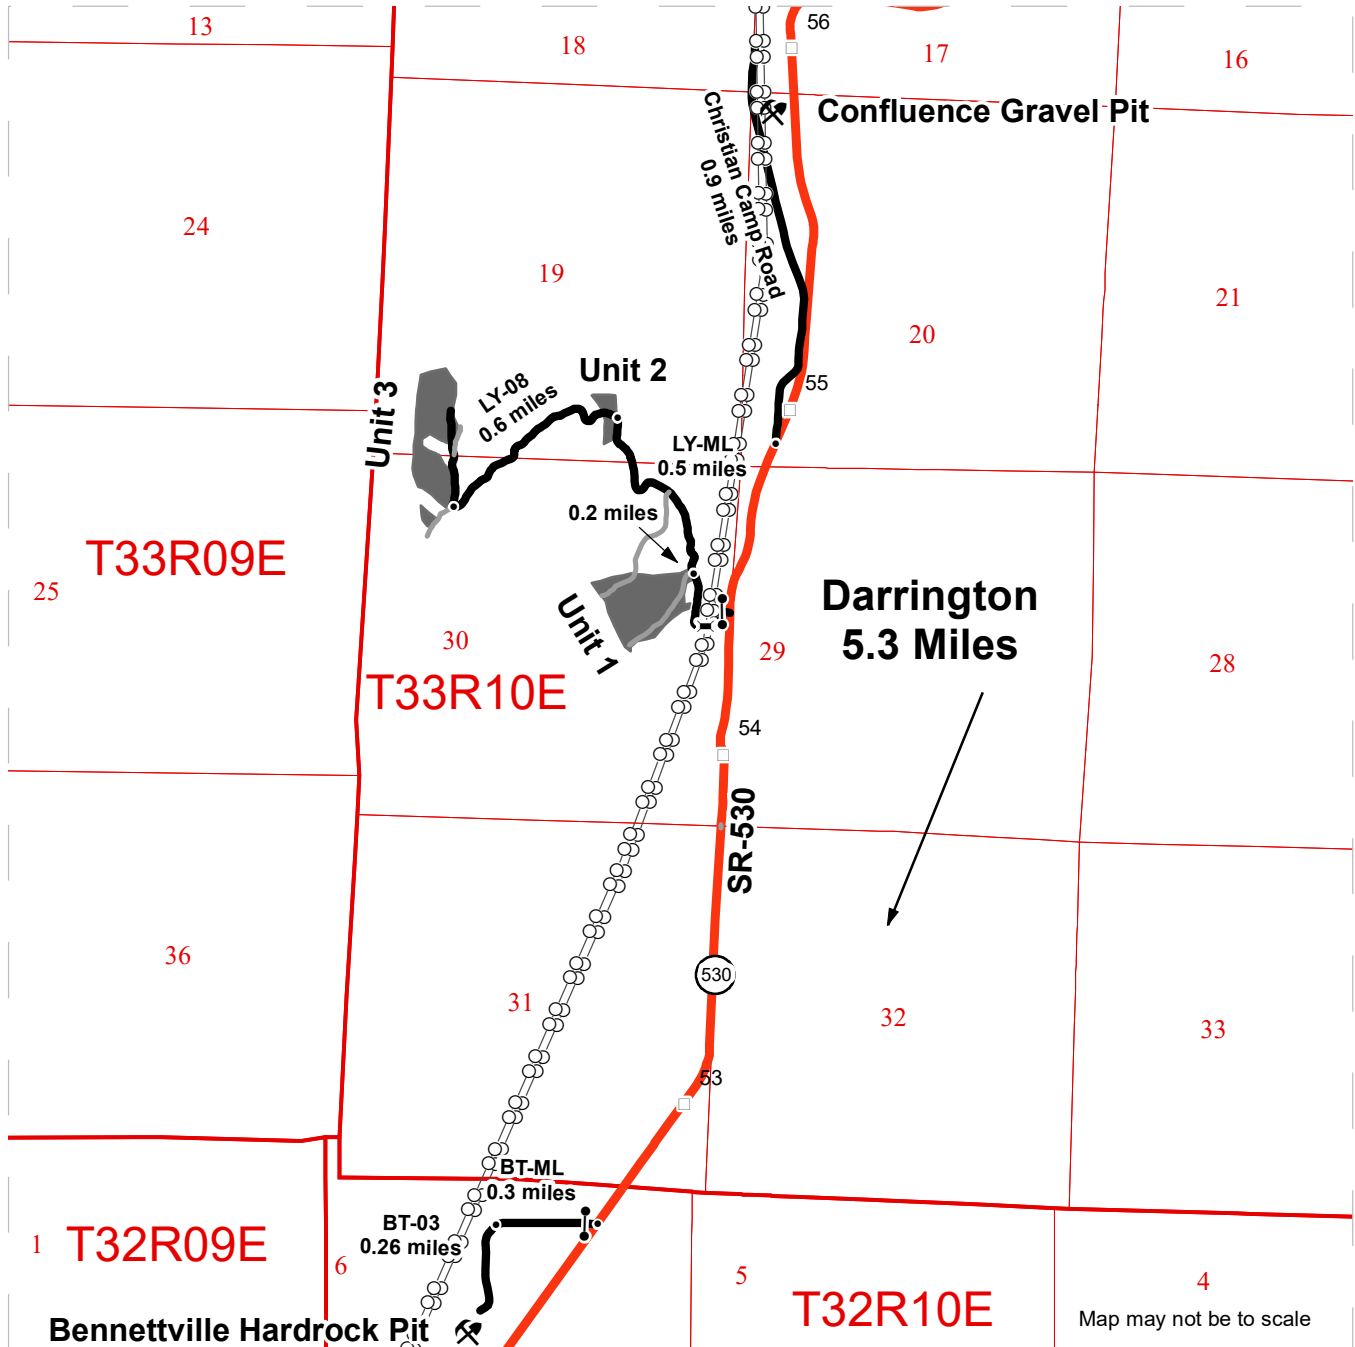 13
18
56
17
16
Confluence Gravel Pit
Christian Camp Road
0.9 miles
24
19
20
21
55
Unit 2
Unit 3
LY-08
0.6 miles
LY-ML
0.5 miles
0.2 miles
T33R09E
25
Unit 1
30
T33R10E
Darrington
5.3 Miles
29
28
54
SR-530
36
31
530
32
33
53
BT-ML
0.3 miles
BT-03
0.26 miles
1
T32R09E
6
5
T32R10E
4
Map may not be to scale
Bennettville Hardrock Pit